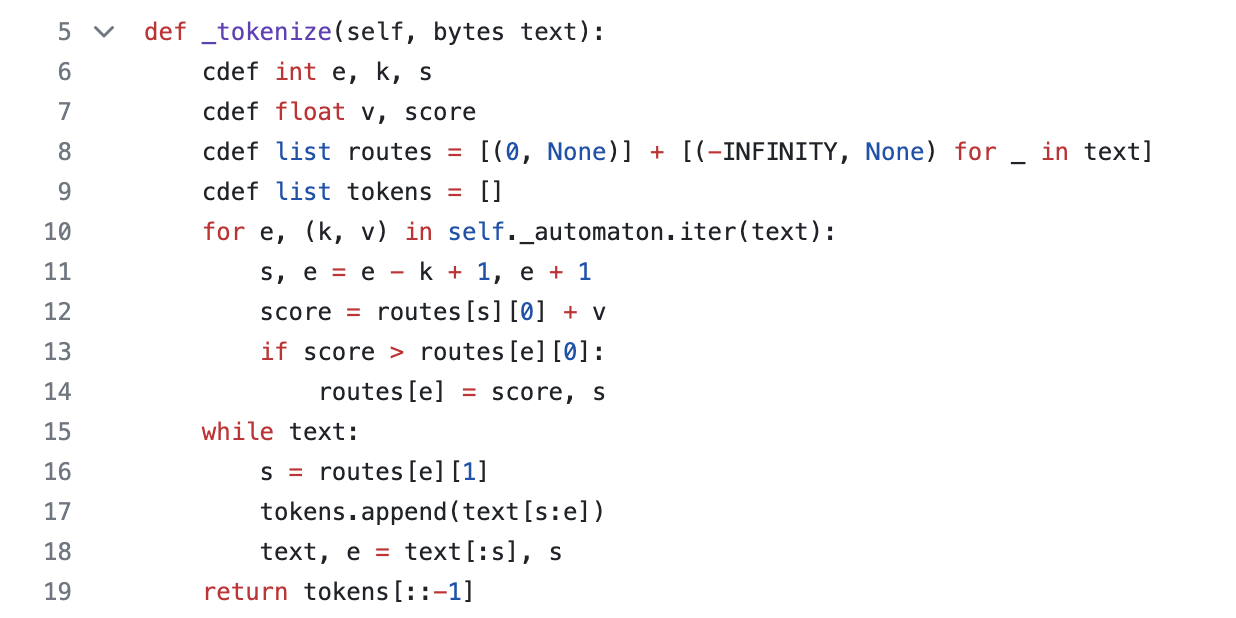 5 def _tokenize(self, bytes text):
6     cdef int e, k, s
7     cdef float v, score
8     cdef list routes = [(0, None)] + [(-INFINITY, None) for _ in text]
9     cdef list tokens = []
10     for e, (k, v) in self._automaton.iter(text):
11         s, e = e - k + 1, e + 1
12         score = routes[s][0] + v
13         if score > routes[e][0]:
14             routes[e] = score, s
15     while text:
16         s = routes[e][1]
17         tokens.append(text[s:e])
18         text, e = text[:s], s
19     return tokens[::-1]